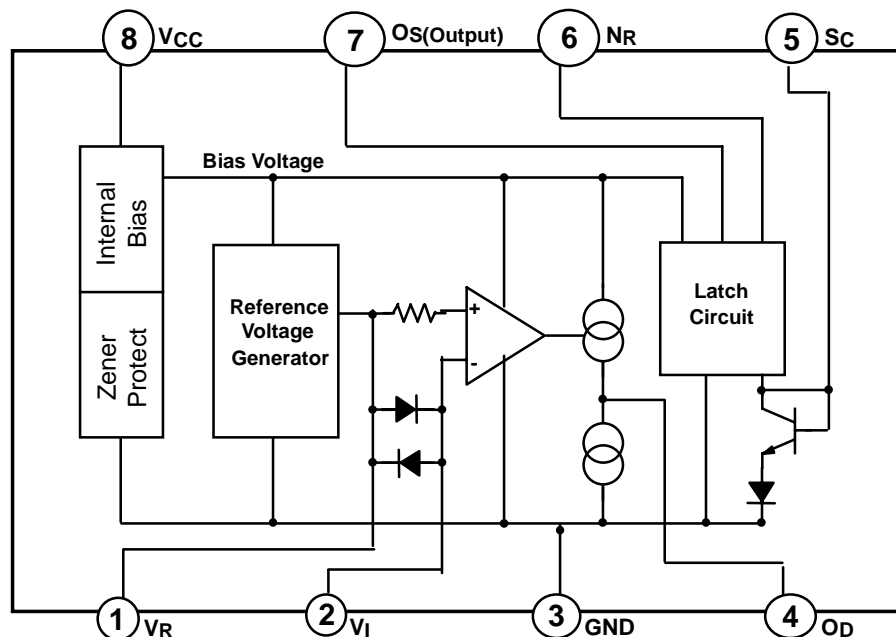 8 VCC
7 OS(Output)
6 NR
5 SC
Bias Voltage
Internal
Bias
Zener
Protect
Reference
Voltage
Generator
+
-
Latch
Circuit
1 VR
2 VI
3 GND
4 OD